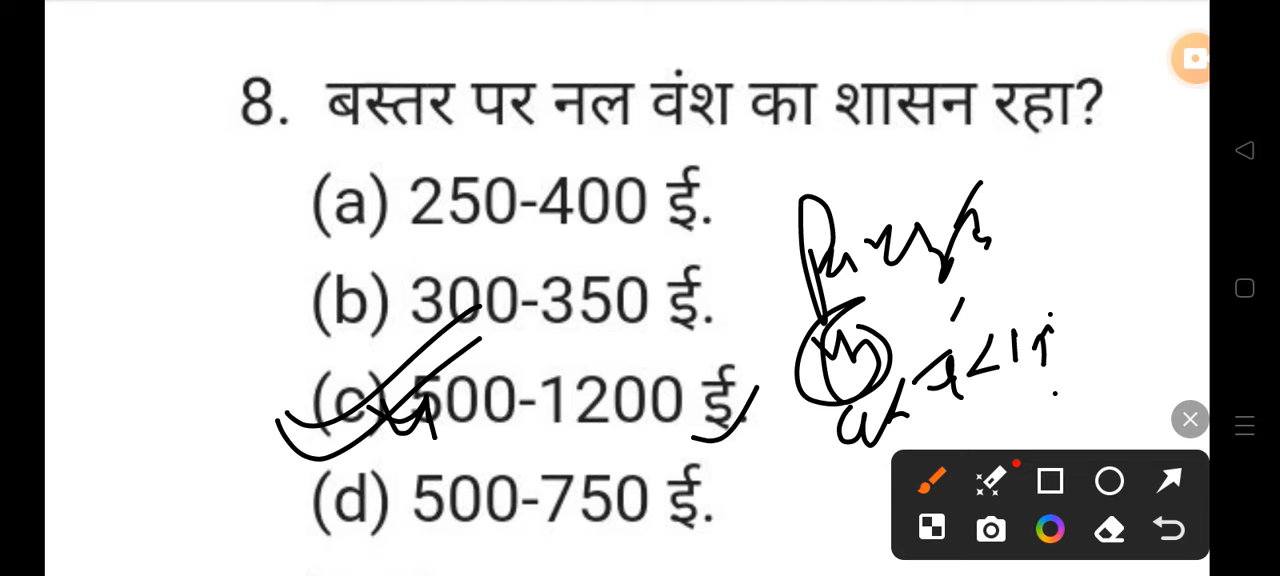 8. बस्तर पर नल वंश का शासन रहा?
(a) 250-400 ई.
(b) 300-350 ई.
(c) 500-1200 ई.
(d) 500-750 ई.